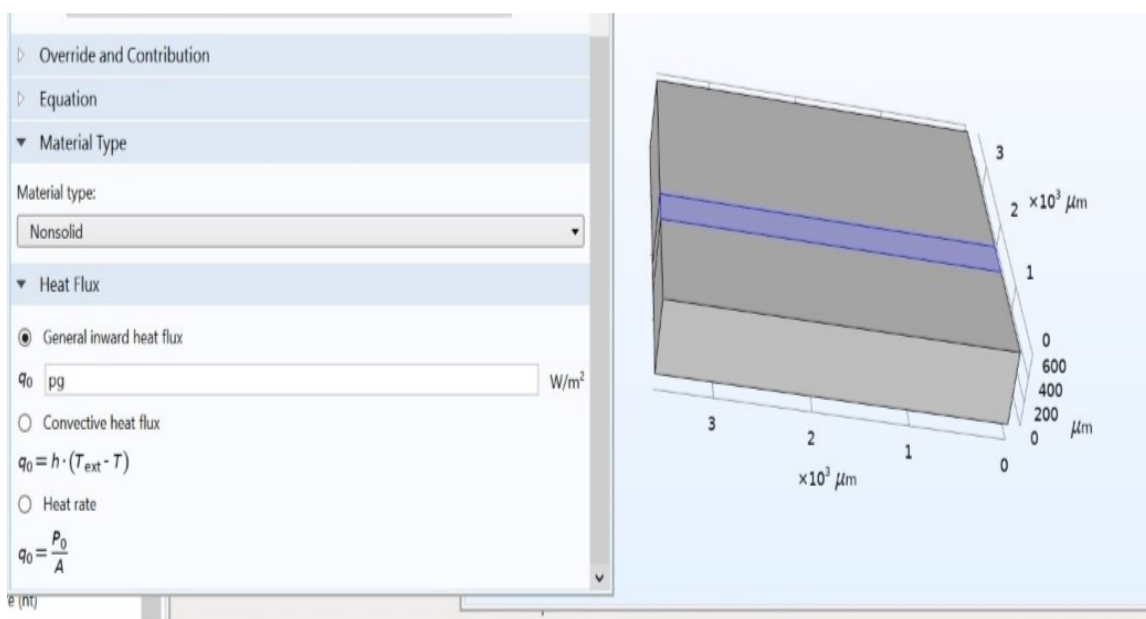 Override and Contribution
Equation
Material Type
Material type:
Nonsolid
Heat Flux
General inward heat flux
q₀ pg W/m²
Convective heat flux
q₀ = h·(Tₑₓₜ - T)
Heat rate
q₀ = P₀/A
e (nt)
3
2 ×10³ μm
1
0
600
400
200 μm
0
3
2
1
0
×10³ μm